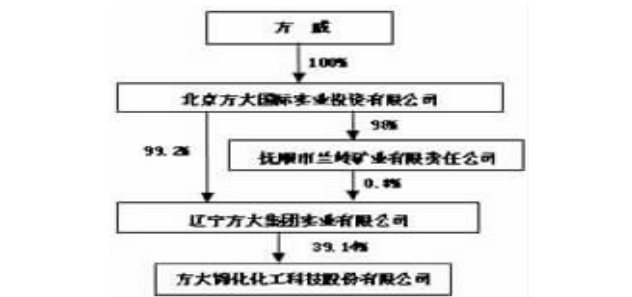 方 威
100%
北京方大国际实业投资有限公司
98%
99.2%
抚顺市兰岭矿业有限责任公司
0.8%
辽宁方大集团实业有限公司
39.14%
方大锦化化工科技股份有限公司